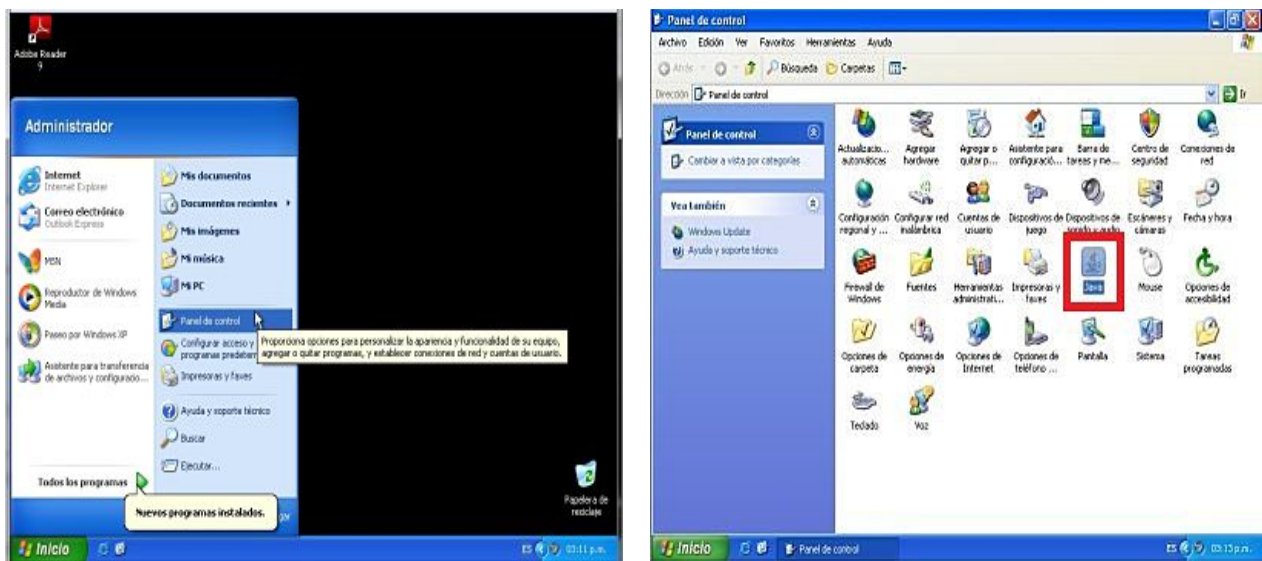 Adobe Reader
9
Administrador
Internet
Internet Explorer
Correo electrónico
Outlook Express
MSN
Reproductor de Windows
Media
Paseo por Windows XP
Asistente para transferencia
de archivos y configuracio...
Todos los programas
Mis documentos
Documentos recientes
Mis imágenes
Mi música
Mi PC
Panel de control
Configurar acceso y
programas predeter
Impresoras y faxes
Ayuda y soporte técnico
Buscar
Ejecutar...
Proporciona opciones para personalizar la apariencia y funcionalidad de su equipo,
agregar o quitar programas, y establecer conexiones de red y cuentas de usuario.
Nuevos programas instalados.
Papelera de
reciclaje
Inicio
ES
03:11 p.m.
Panel de control
Archivo Edición Ver Favoritos Herramientas Ayuda
Atrás Búsqueda Carpetas
Dirección Panel de control Ir
Panel de control
Cambiar a vista por categorías
Vea también
Windows Update
Ayuda y soporte técnico
Actualizacio...
automáticas
Agregar
hardware
Agregar o
quitar p...
Asistente para
configuració...
Barra de
tareas y me...
Centro de
seguridad
Conexiones de
red
Configuración
regional y ...
Configurar red
inalámbrica
Cuentas de
usuario
Dispositivos de
juego
Dispositivos de
sonido y audio
Escáneres y
cámaras
Fecha y hora
Firewall de
Windows
Fuentes
Herramientas
administrati...
Impresoras y
faxes
Java
Mouse
Opciones de
accesibilidad
Opciones de
carpeta
Opciones de
energía
Opciones de
Internet
Opciones de
teléfono ...
Pantalla
Sistema
Tareas
programadas
Teclado
Voz
Inicio
Panel de control
ES
03:13 p.m.